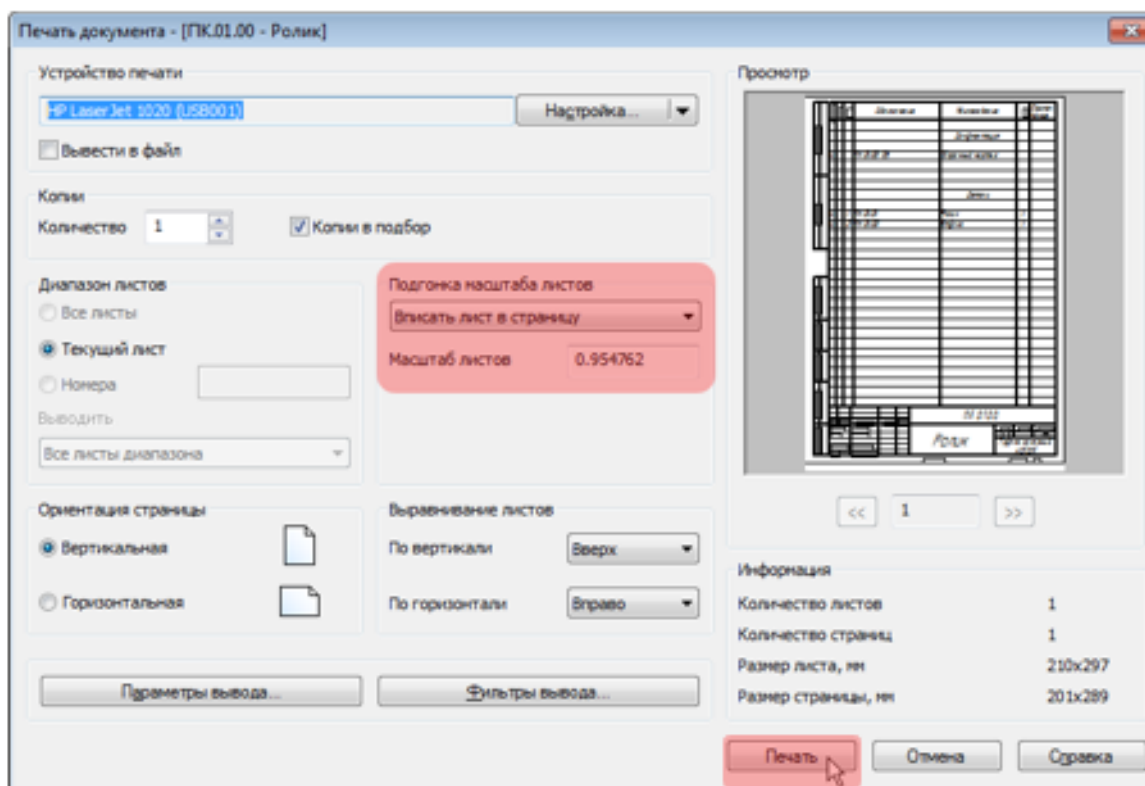 Печать документа - [ПК.01.00 - Ролик]
Устройство печати
HP LaserJet 1020 (USB001)
Настройка...
Вывести в файл
Копии
Количество 1
Копии в подбор
Диапазон листов
Все листы
Текущий лист
Номера
Выводить
Все листы диапазона
Подгонка масштаба листов
Вписать лист в страницу
Масштаб листов 0.954762
Ориентация страницы
Вертикальная
Горизонтальная
Выравнивание листов
По вертикали Вверх
По горизонтали Вправо
Параметры вывода...
Фильтры вывода...
Просмотр
Ролик
<< 1 >>
Информация
Количество листов 1
Количество страниц 1
Размер листа, мм 210x297
Размер страницы, мм 201x289
Печать Отмена Справка